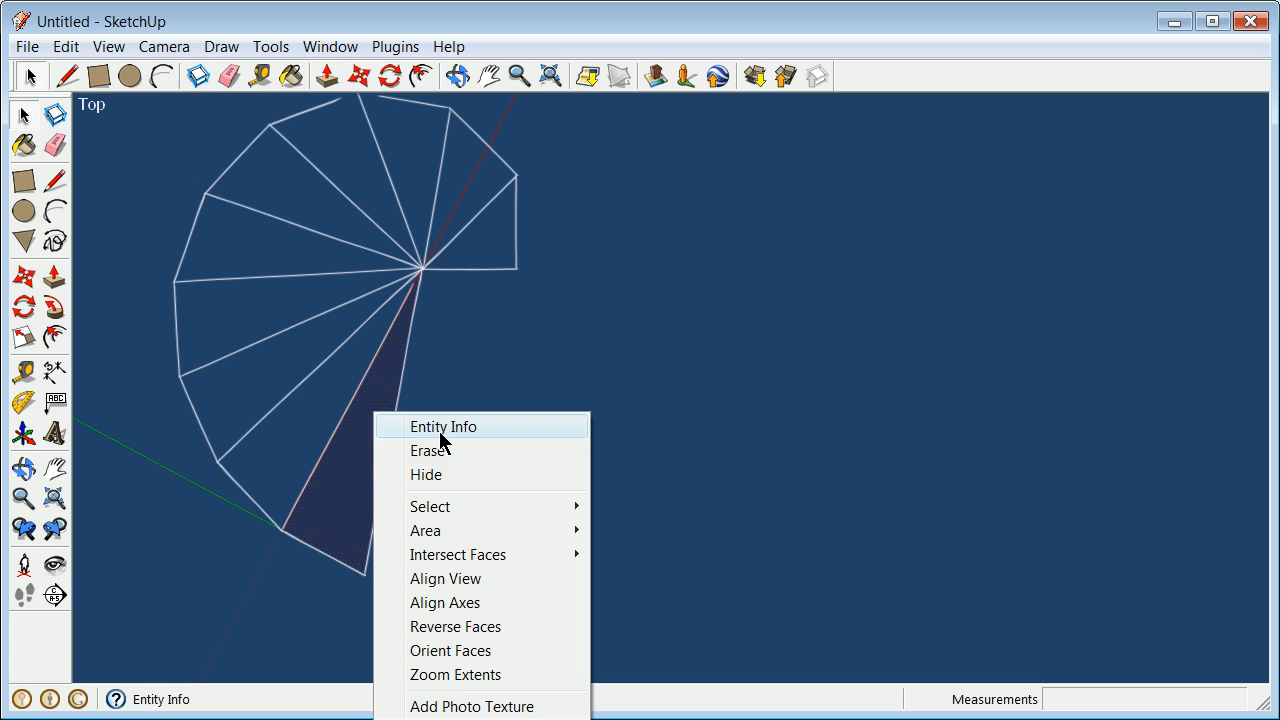 Untitled - SketchUp
File Edit View Camera Draw Tools Window Plugins Help
Top
ABC
Entity Info
Erase
Hide
Select
Area
Intersect Faces
Align View
Align Axes
Reverse Faces
Orient Faces
Zoom Extents
Add Photo Texture
Entity Info
Measurements